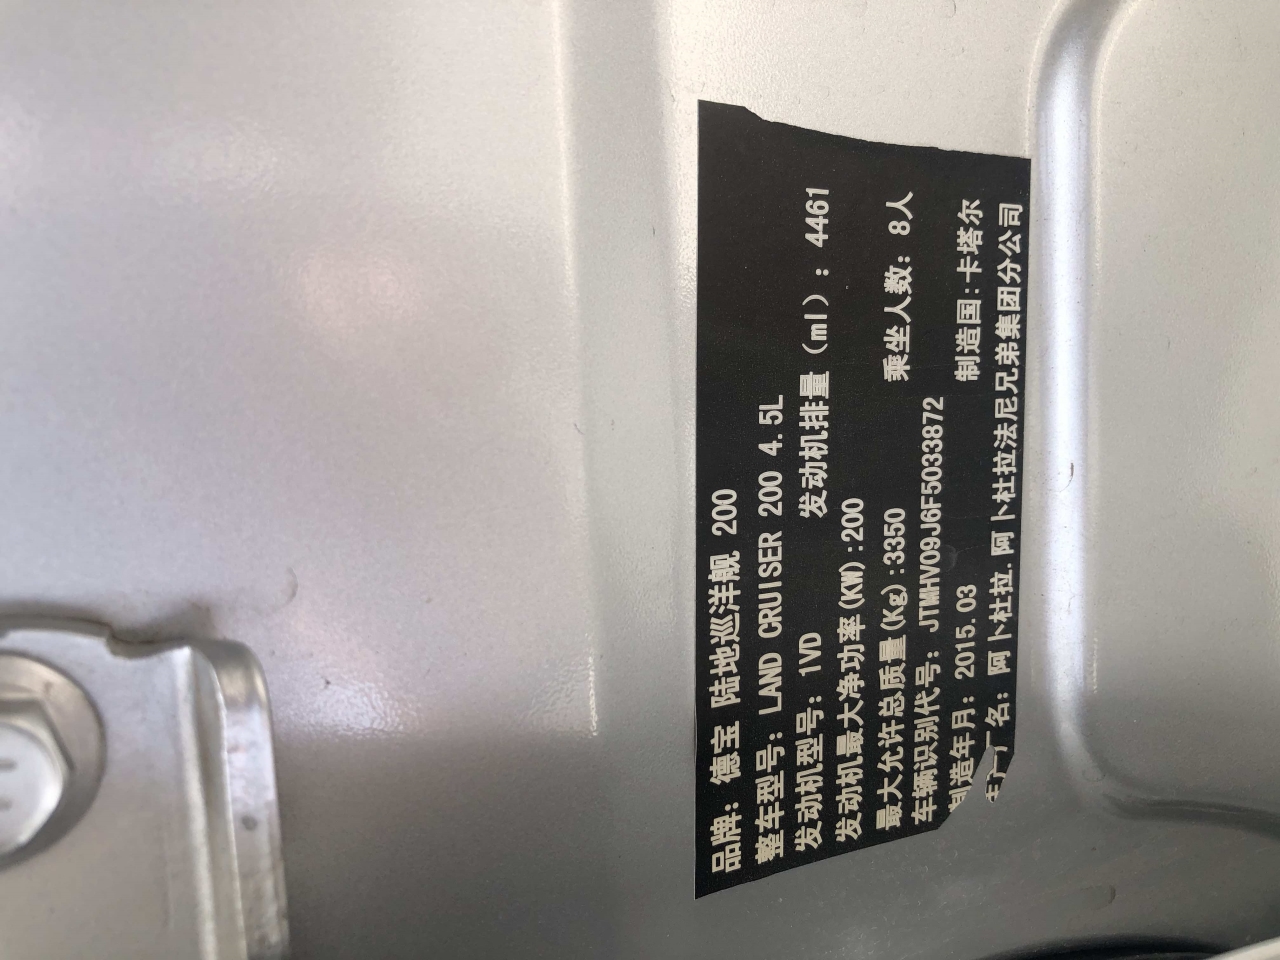 品牌: 德宝 陆地巡洋舰 200
整车型号: LAND CRUISER 200 4.5L
发动机型号: 1VD 发动机排量(ml): 4461
发动机最大净功率(KW):200
最大允许总质量(Kg):3350 乘坐人数: 8人
车辆识别代号: JTMHV09J6F5033872
制造年月: 2015.03 制造国:卡塔尔
生产厂名: 阿卜杜拉.阿卜杜拉法尼兄弟集团分公司